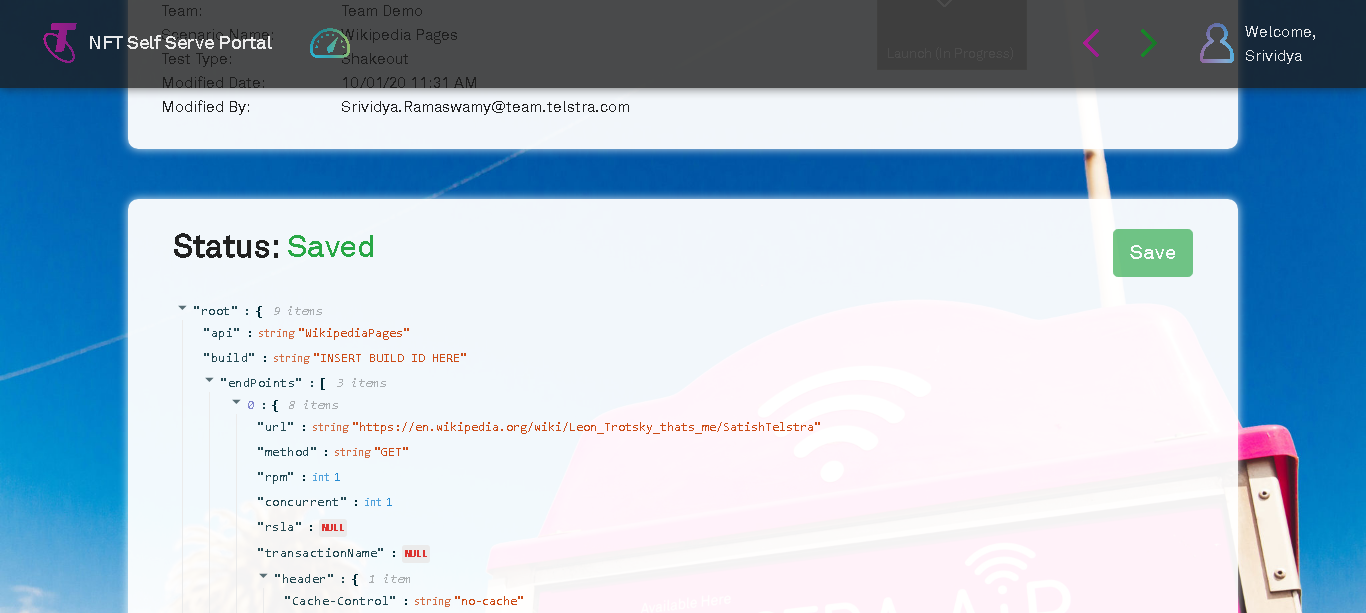 Team: Team Demo
Scenario Name: Wikipedia Pages
NFT Self Serve Portal
Welcome,
Srividya
Test Type: Shakeout
Launch (In Progress)
Modified Date: 10/01/20 11:31 AM
Modified By: Srividya.Ramaswamy@team.telstra.com
Status: Saved
Save
"root" : { 9 items
"api" : string "WikipediaPages"
"build" : string "INSERT BUILD ID HERE"
"endPoints" : [ 3 items
0 : { 8 items
"url" : string "https://en.wikipedia.org/wiki/Leon_Trotsky_thats_me/SatishTelstra"
"method" : string "GET"
"rpm" : int 1
"concurrent" : int 1
"rsla" : NULL
"transactionName" : NULL
"header" : { 1 item
"Cache-Control" : string "no-cache"
Available Here